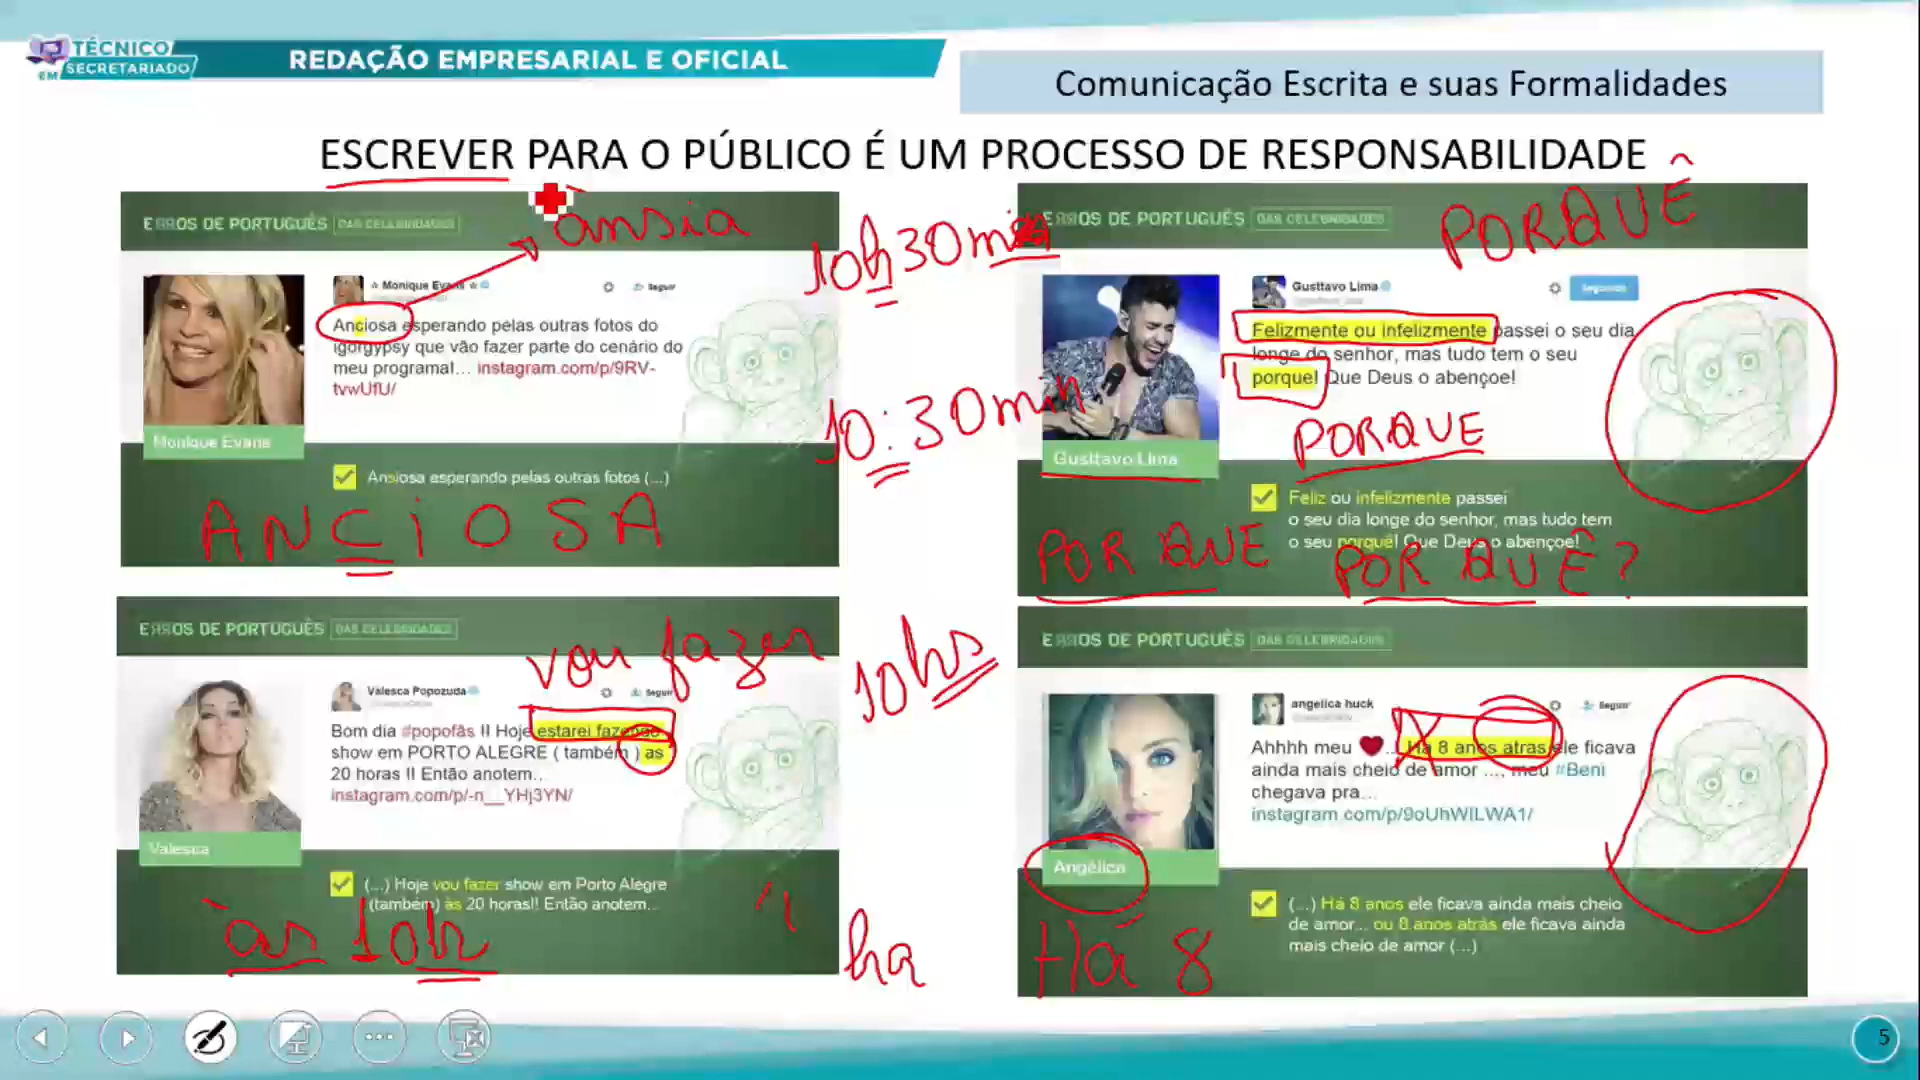 TÉCNICO
EM SECRETARIADO
REDAÇÃO EMPRESARIAL E OFICIAL
Comunicação Escrita e suas Formalidades
ESCREVER PARA O PÚBLICO É UM PROCESSO DE RESPONSABILIDADE
ERROS DE PORTUGUÊS DAS CELEBRIDADES
ânsia
Monique Evans
Seguir
Anciosa esperando pelas outras fotos do
igorgypsy que vão fazer parte do cenário do
meu programa!... instagram.com/p/9RV-
tvwUfU/
Monique Evans
Ansiosa esperando pelas outras fotos (...)
ANCiOSA
10h30min
10:30min
10hs
ERROS DE PORTUGUÊS DAS CELEBRIDADES
PORQUÊ
Gusttavo Lima
Seguindo
Felizmente ou infelizmente passei o seu dia
longe do senhor, mas tudo tem o seu
porque! Que Deus o abençoe!
PORQUE
Gusttavo Lima
Feliz ou infelizmente passei
o seu dia longe do senhor, mas tudo tem
o seu porquê! Que Deus o abençoe!
POR QUE
POR QUÊ?
ERROS DE PORTUGUÊS DAS CELEBRIDADES
vou fazer
Valesca Popozuda
Seguir
Bom dia #popofãs !! Hoje estarei fazendo
show em PORTO ALEGRE ( também ) as
20 horas !! Então anotem..
instagram.com/p/-n__YHj3YN/
Valesca
(...) Hoje vou fazer show em Porto Alegre
(também) às 20 horas!! Então anotem...
às 10h
ha
ERROS DE PORTUGUÊS DAS CELEBRIDADES
angelica huck
Seguir
Ahhhh meu ❤... Há 8 anos atras ele ficava
ainda mais cheio de amor ..., meu #Beni
chegava pra...
instagram.com/p/9oUhWILWA1/
Angélica
(...) Há 8 anos ele ficava ainda mais cheio
de amor... ou 8 anos atrás ele ficava ainda
mais cheio de amor (...)
Há 8
5